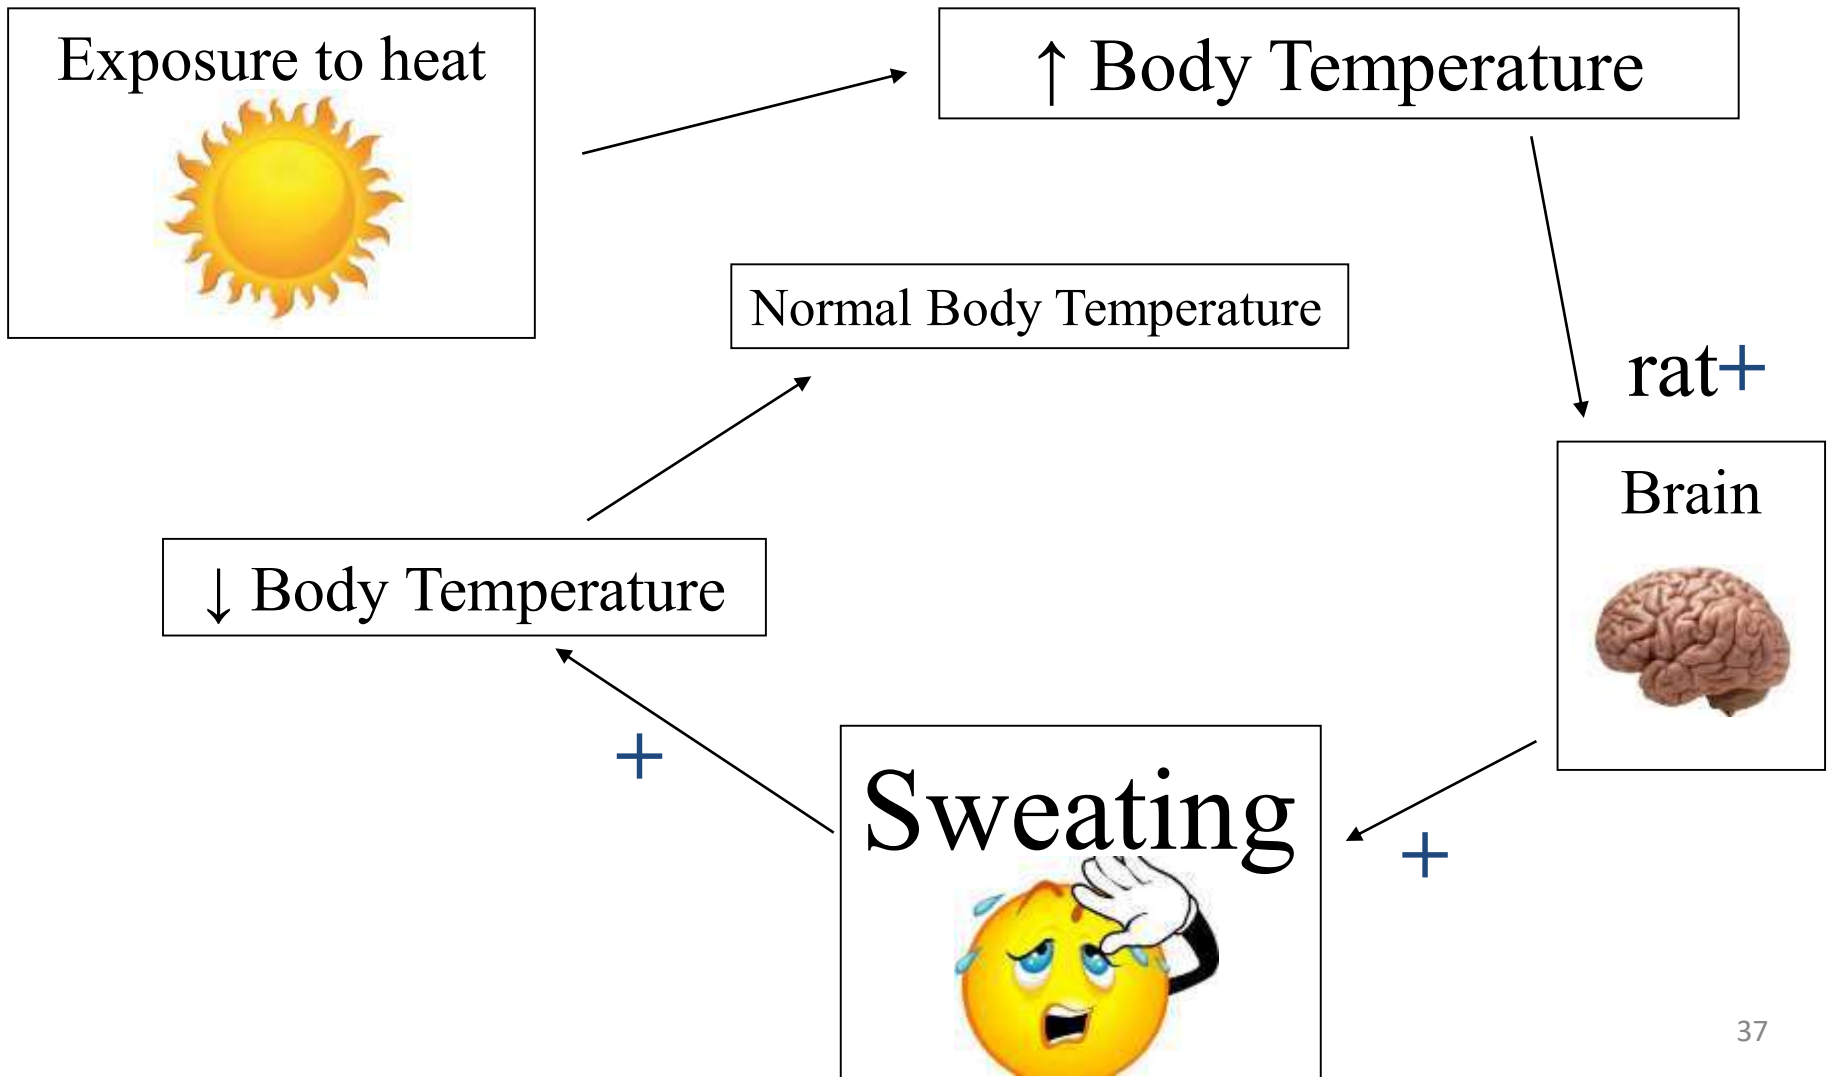 Exposure to heat
↑ Body Temperature
Normal Body Temperature
rat+
Brain
↓ Body Temperature
+
Sweating
+
37